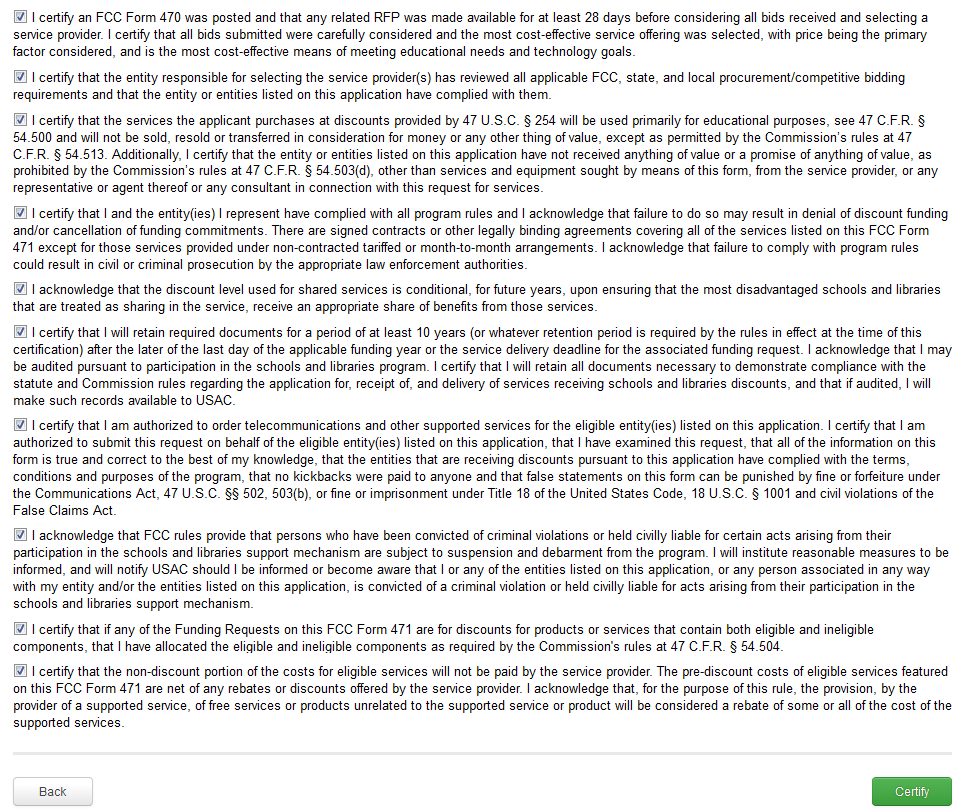 I certify an FCC Form 470 was posted and that any related RFP was made available for at least 28 days before considering all bids received and selecting a
service provider. I certify that all bids submitted were carefully considered and the most cost-effective service offering was selected, with price being the primary
factor considered, and is the most cost-effective means of meeting educational needs and technology goals.
I certify that the entity responsible for selecting the service provider(s) has reviewed all applicable FCC, state, and local procurement/competitive bidding
requirements and that the entity or entities listed on this application have complied with them.
I certify that the services the applicant purchases at discounts provided by 47 U.S.C. § 254 will be used primarily for educational purposes, see 47 C.F.R. §
54.500 and will not be sold, resold or transferred in consideration for money or any other thing of value, except as permitted by the Commission's rules at 47
C.F.R. § 54.513. Additionally, I certify that the entity or entities listed on this application have not received anything of value or a promise of anything of value, as
prohibited by the Commission's rules at 47 C.F.R. § 54.503(d), other than services and equipment sought by means of this form, from the service provider, or any
representative or agent thereof or any consultant in connection with this request for services.
I certify that I and the entity(ies) I represent have complied with all program rules and I acknowledge that failure to do so may result in denial of discount funding
and/or cancellation of funding commitments. There are signed contracts or other legally binding agreements covering all of the services listed on this FCC Form
471 except for those services provided under non-contracted tariffed or month-to-month arrangements. I acknowledge that failure to comply with program rules
could result in civil or criminal prosecution by the appropriate law enforcement authorities.
I acknowledge that the discount level used for shared services is conditional, for future years, upon ensuring that the most disadvantaged schools and libraries
that are treated as sharing in the service, receive an appropriate share of benefits from those services.
I certify that I will retain required documents for a period of at least 10 years (or whatever retention period is required by the rules in effect at the time of this
certification) after the later of the last day of the applicable funding year or the service delivery deadline for the associated funding request. I acknowledge that I may
be audited pursuant to participation in the schools and libraries program. I certify that I will retain all documents necessary to demonstrate compliance with the
statute and Commission rules regarding the application for, receipt of, and delivery of services receiving schools and libraries discounts, and that if audited, I will
make such records available to USAC.
I certify that I am authorized to order telecommunications and other supported services for the eligible entity(ies) listed on this application. I certify that I am
authorized to submit this request on behalf of the eligible entity(ies) listed on this application, that I have examined this request, that all of the information on this
form is true and correct to the best of my knowledge, that the entities that are receiving discounts pursuant to this application have complied with the terms,
conditions and purposes of the program, that no kickbacks were paid to anyone and that false statements on this form can be punished by fine or forfeiture under
the Communications Act, 47 U.S.C. §§ 502, 503(b), or fine or imprisonment under Title 18 of the United States Code, 18 U.S.C. § 1001 and civil violations of the
False Claims Act.
I acknowledge that FCC rules provide that persons who have been convicted of criminal violations or held civilly liable for certain acts arising from their
participation in the schools and libraries support mechanism are subject to suspension and debarment from the program. I will institute reasonable measures to be
informed, and will notify USAC should I be informed or become aware that I or any of the entities listed on this application, or any person associated in any way
with my entity and/or the entities listed on this application, is convicted of a criminal violation or held civilly liable for acts arising from their participation in the
schools and libraries support mechanism.
I certify that if any of the Funding Requests on this FCC Form 471 are for discounts for products or services that contain both eligible and ineligible
components, that I have allocated the eligible and ineligible components as required by the Commission's rules at 47 C.F.R. § 54.504.
I certify that the non-discount portion of the costs for eligible services will not be paid by the service provider. The pre-discount costs of eligible services featured
on this FCC Form 471 are net of any rebates or discounts offered by the service provider. I acknowledge that, for the purpose of this rule, the provision, by the
provider of a supported service, of free services or products unrelated to the supported service or product will be considered a rebate of some or all of the cost of the
supported services.
Back
Certify